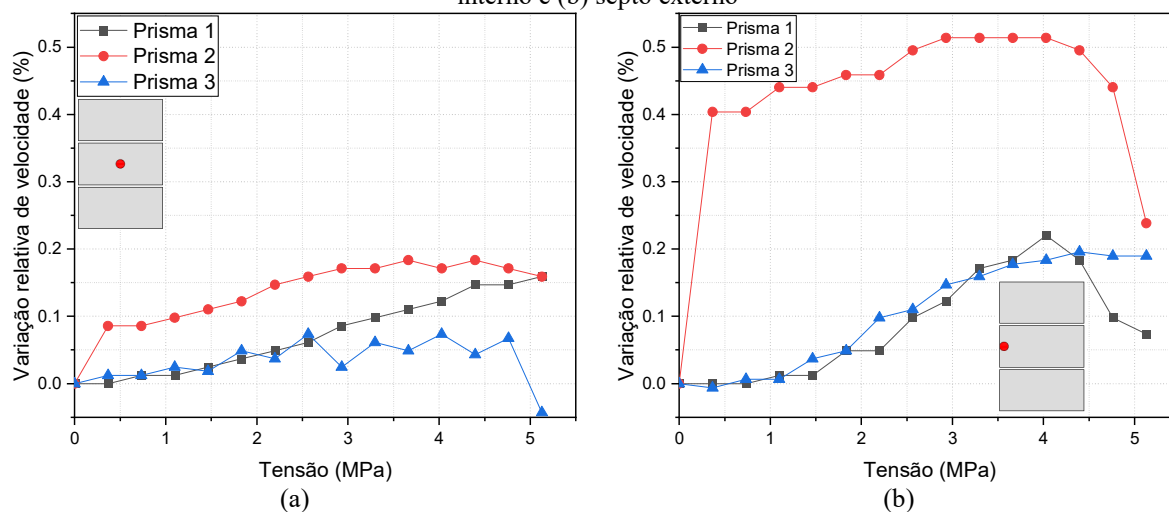 interno e (b) septo externo
Prisma 1
Prisma 2
Prisma 3
Variação relativa de velocidade (%)
0.5
0.4
0.3
0.2
0.1
0.0
0 1 2 3 4 5
Tensão (MPa)
(a)
Prisma 1
Prisma 2
Prisma 3
Variação relativa de velocidade (%)
0.5
0.4
0.3
0.2
0.1
0.0
0 1 2 3 4 5
Tensão (MPa)
(b)